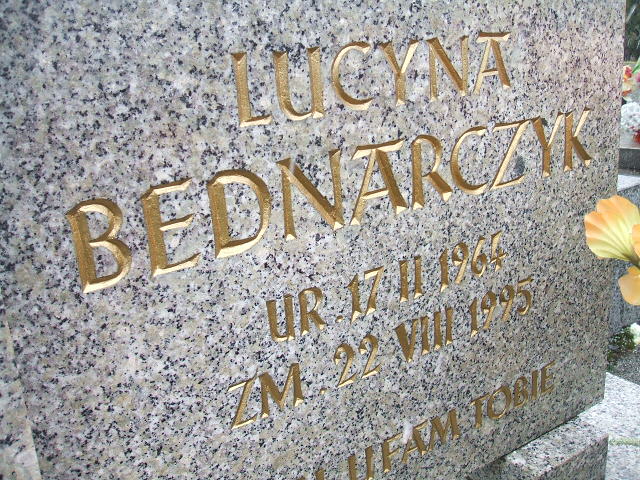 LUCYNA
BEDNARCZYK
UR. 17 II 1964
ZM. 22 VIII 1995
UFAM TOBIE